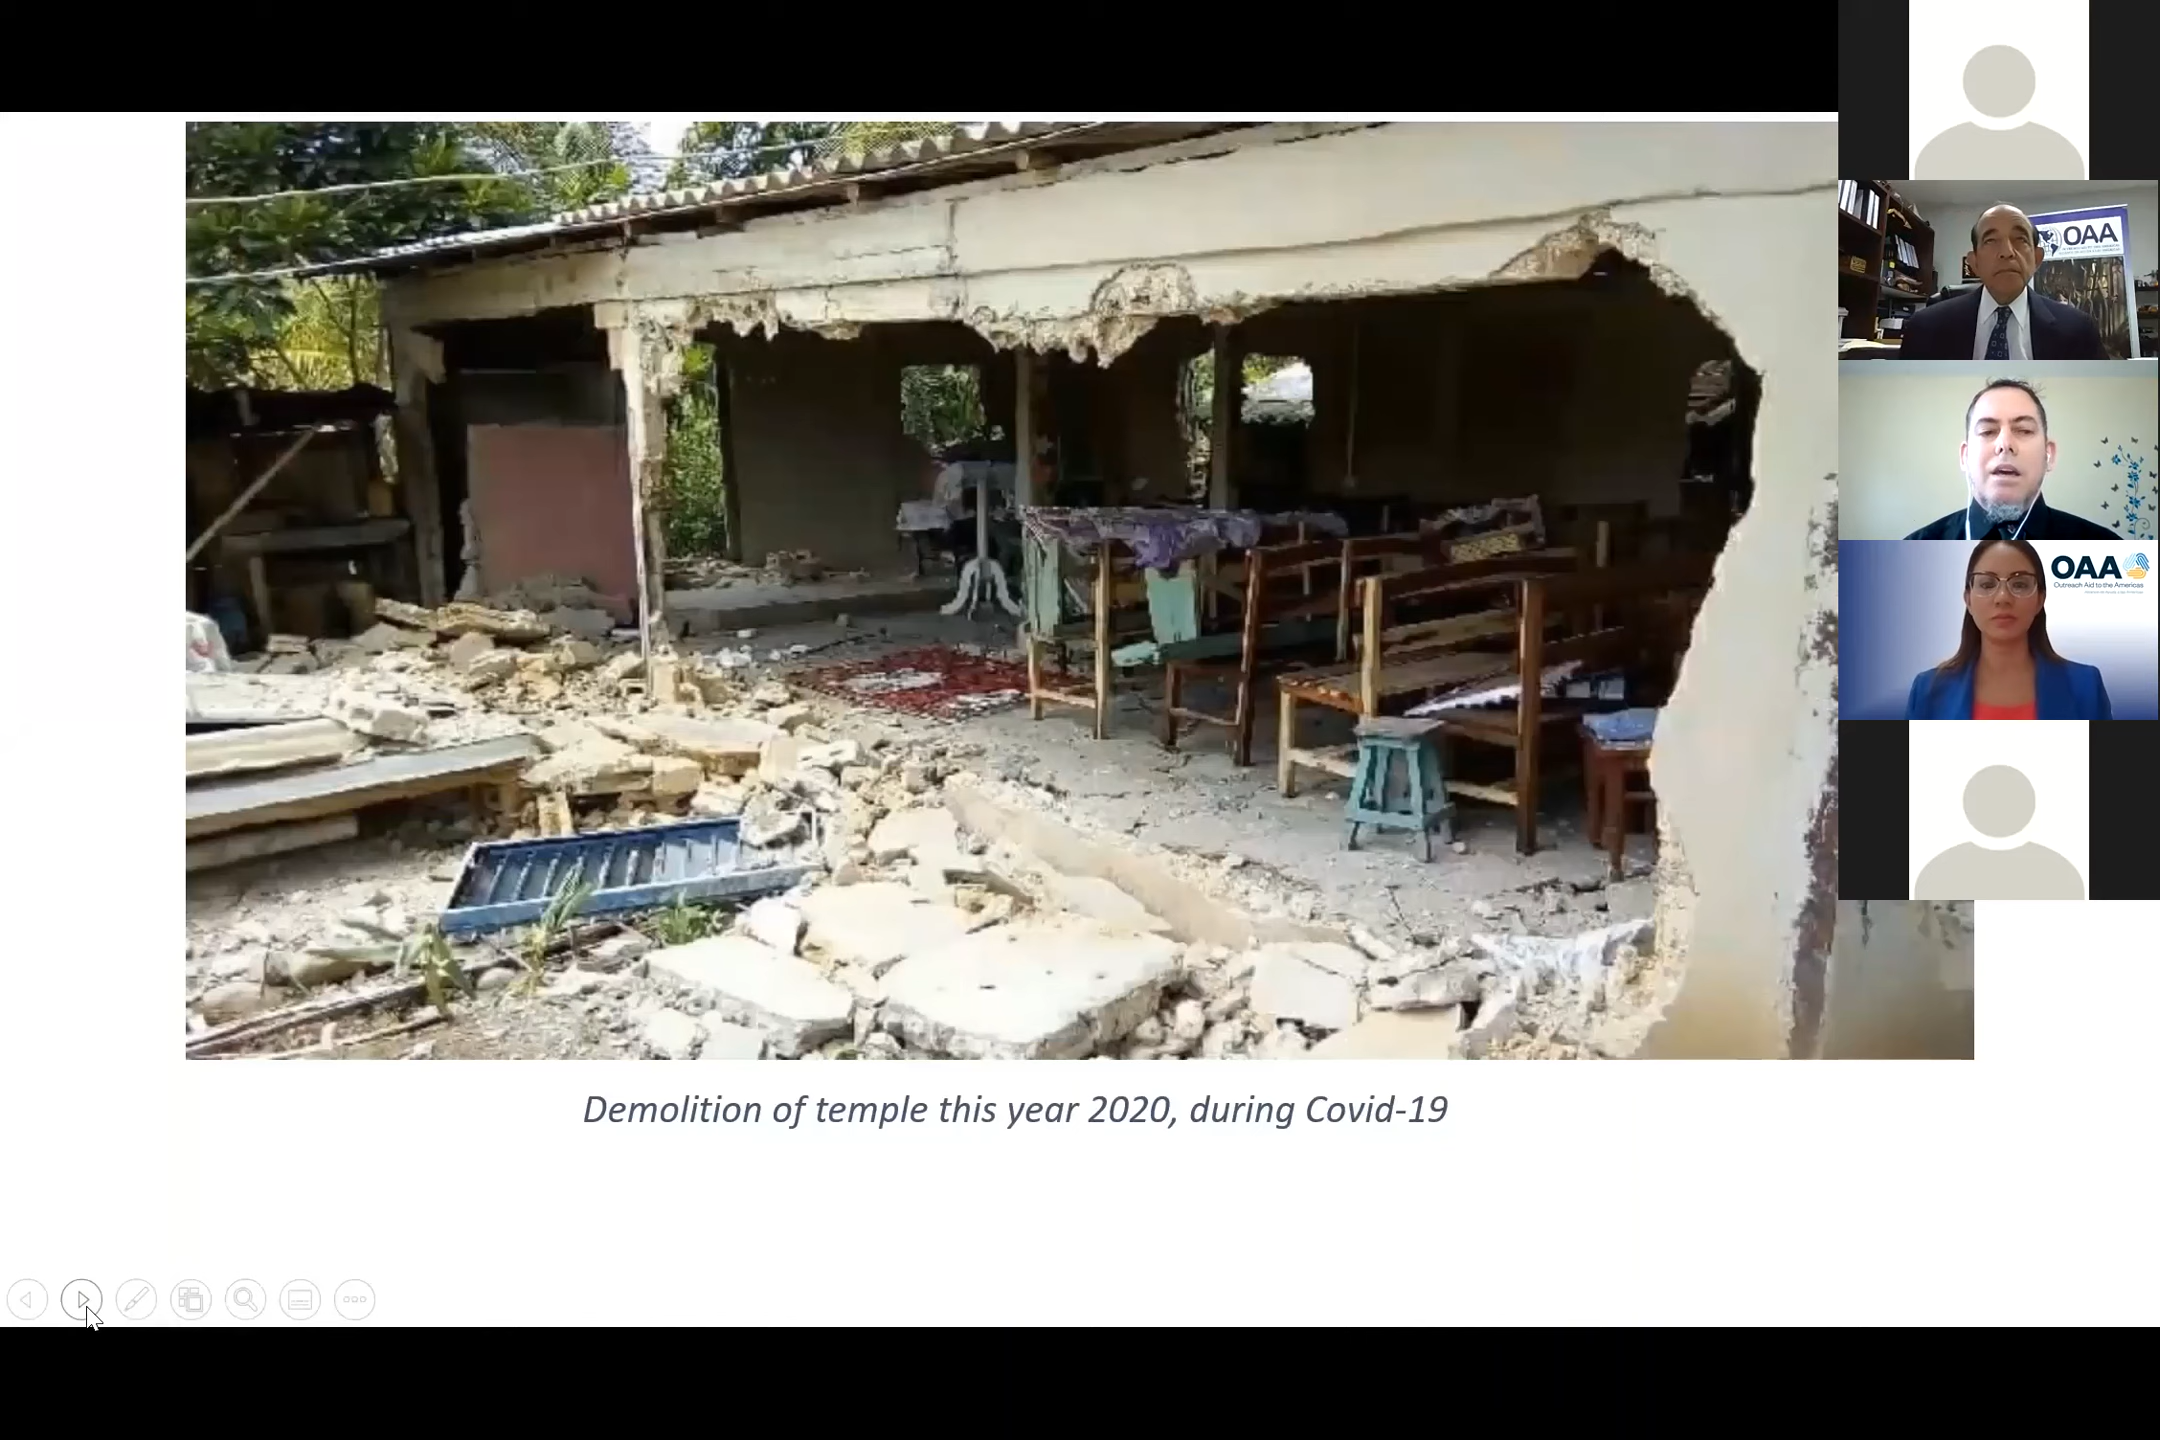 OAA
OAA
Outreach Aid to the Americas
Demolition of temple this year 2020, during Covid-19